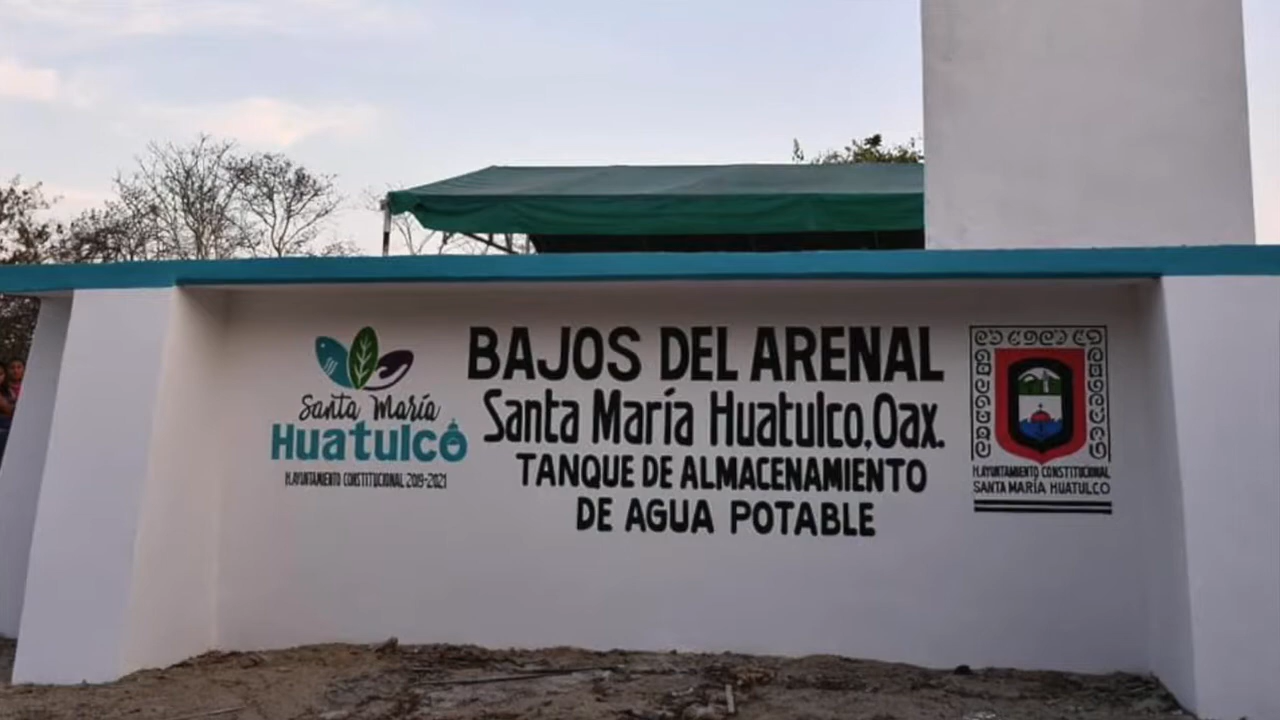 Santa María
Huatulco
H.AYUNTAMIENTO CONSTITUCIONAL 2019-2021
BAJOS DEL ARENAL
Santa María Huatulco,Oax.
TANQUE DE ALMACENAMIENTO
DE AGUA POTABLE
H.AYUNTAMIENTO CONSTITUCIONAL
SANTA MARÍA HUATULCO